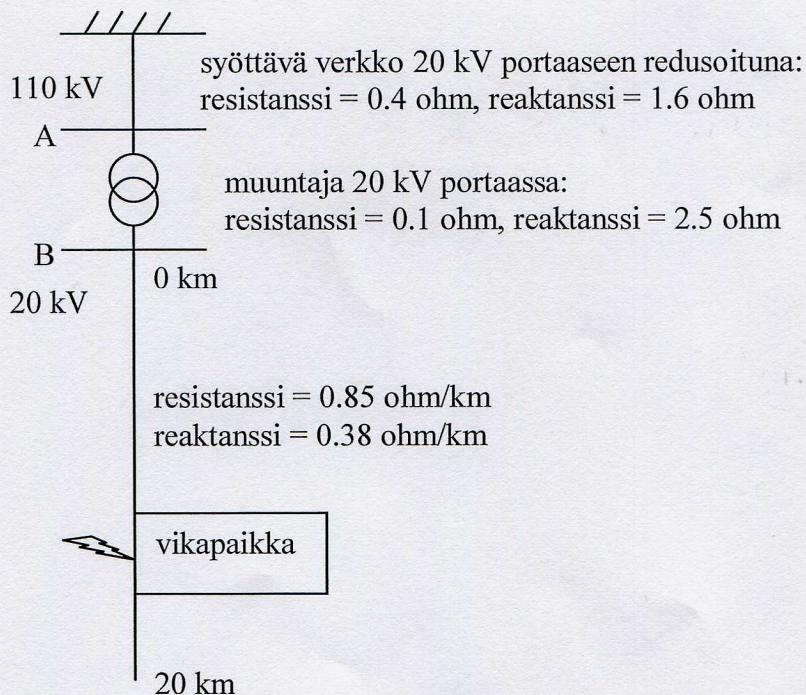 syöttävä verkko 20 kV portaaseen redusoituna:
110 kV
resistanssi = 0.4 ohm, reaktanssi = 1.6 ohm
A
muuntaja 20 kV portaassa:
resistanssi = 0.1 ohm, reaktanssi = 2.5 ohm
B
0 km
20 kV
resistanssi = 0.85 ohm/km
reaktanssi = 0.38 ohm/km
vikapaikka
20 km